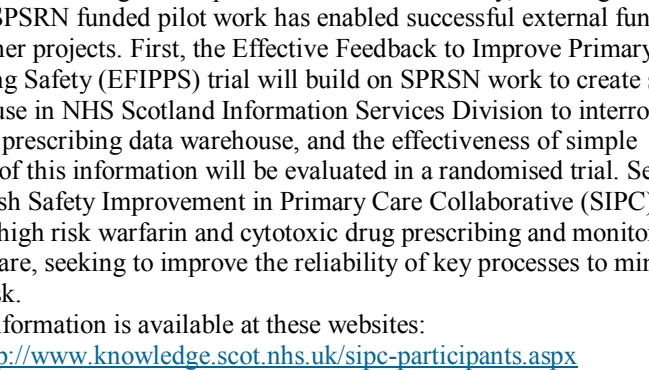 SPSRN funded pilot work has enabled successful external fun
er projects. First, the Effective Feedback to Improve Primary
ng Safety (EFIPPS) trial will build on SPRSN work to create s
use in NHS Scotland Information Services Division to interro
prescribing data warehouse, and the effectiveness of simple
of this information will be evaluated in a randomised trial. Se
sh Safety Improvement in Primary Care Collaborative (SIPC)
high risk warfarin and cytotoxic drug prescribing and monito
are, seeking to improve the reliability of key processes to min
sk.
nformation is available at these websites:
p://www.knowledge.scot.nhs.uk/sipc-participants.aspx